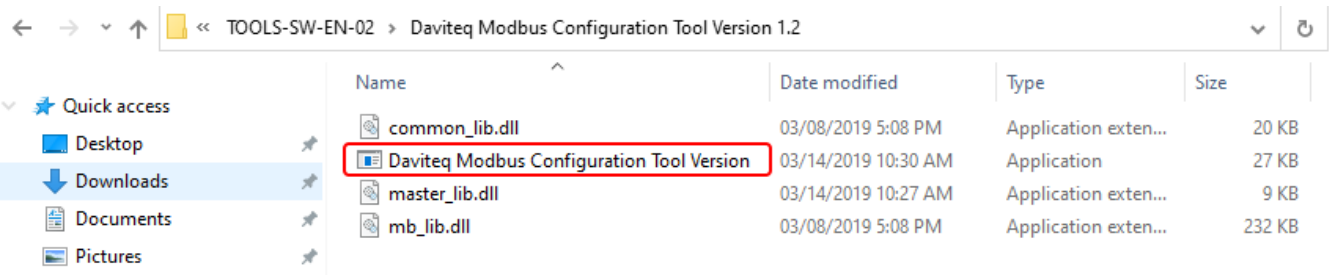 « TOOLS-SW-EN-02 > Daviteq Modbus Configuration Tool Version 1.2
Name Date modified Type Size
Quick access
Desktop
Downloads
Documents
Pictures
common_lib.dll 03/08/2019 5:08 PM Application exten... 20 KB
Daviteq Modbus Configuration Tool Version 03/14/2019 10:30 AM Application 27 KB
master_lib.dll 03/14/2019 10:27 AM Application exten... 9 KB
mb_lib.dll 03/08/2019 5:08 PM Application exten... 232 KB